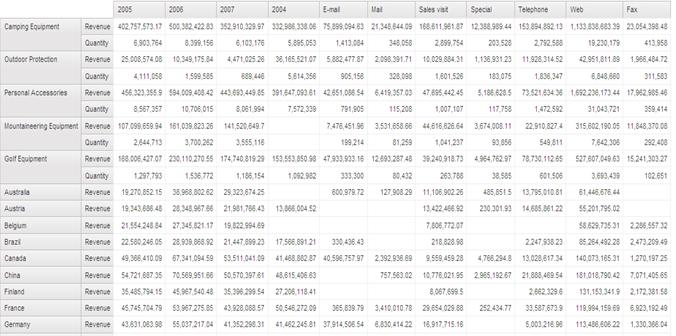 2005 2006 2007 2004 E-mail Mail Sales visit Special Telephone Web Fax
Camping Equipment Revenue 402,757,573.17 500,382,422.83 352,910,329.97 332,986,338.06 75,899,094.63 21,348,644.09 168,611,961.87 12,388,989.44 153,894,892.13 1,133,838,683.39 23,054,398.48
Quantity 6,903,764 8,399,156 6,103,176 5,895,053 1,413,084 348,058 2,899,754 203,528 2,792,588 19,230,179 413,958
Outdoor Protection Revenue 25,008,574.08 10,349,175.84 4,471,025.26 36,165,521.07 5,882,477.87 2,098,391.71 10,029,884.31 1,136,931.23 11,928,314.52 42,951,811.89 1,966,484.72
Quantity 4,111,058 1,599,585 689,446 5,614,356 905,156 328,098 1,601,526 183,075 1,836,347 6,848,660 311,583
Personal Accessories Revenue 456,323,355.9 594,009,408.42 443,693,449.85 391,647,093.61 42,651,086.54 6,419,357.03 47,695,442.45 5,186,628.5 73,521,634.36 1,692,236,173.44 17,962,985.46
Quantity 8,567,357 10,706,015 8,061,994 7,572,339 791,905 115,208 1,007,107 117,758 1,472,592 31,043,721 359,414
Mountaineering Equipment Revenue 107,099,659.94 161,039,823.26 141,520,649.7 7,476,451.96 3,531,658.66 44,616,626.64 3,674,008.11 22,910,827.4 315,602,190.05 11,848,370.08
Quantity 2,644,713 3,700,262 3,555,116 199,214 81,259 1,041,237 93,856 549,811 7,642,306 292,408
Golf Equipment Revenue 168,006,427.07 230,110,270.55 174,740,819.29 153,553,850.98 47,933,933.16 12,693,287.48 39,240,918.73 4,964,762.97 78,730,112.65 527,607,049.63 15,241,303.27
Quantity 1,297,793 1,536,772 1,186,154 1,092,982 333,300 80,432 263,788 38,585 601,506 3,693,439 102,651
Australia Revenue 19,270,852.15 38,968,802.62 29,323,674.25 600,979.72 127,908.29 11,106,902.26 485,851.5 13,795,010.81 61,446,676.44
Austria Revenue 19,343,686.48 28,348,967.66 21,981,766.43 13,866,004.52 13,422,466.92 230,301.93 14,685,861.22 55,201,795.02
Belgium Revenue 21,554,248.84 27,345,821.17 19,822,994.69 7,806,772.07 58,629,735.31 2,286,557.32
Brazil Revenue 22,580,246.05 28,939,868.92 21,447,899.23 17,566,891.21 330,436.43 218,828.98 2,247,938.23 85,264,492.28 2,473,209.49
Canada Revenue 49,366,410.09 67,341,094.59 53,511,041.09 41,468,882.87 40,596,757.97 2,392,936.69 9,559,459.28 4,766,294.8 13,028,617.34 140,073,165.31 1,270,197.25
China Revenue 54,721,687.35 70,569,951.66 50,570,397.61 48,615,406.63 757,563.02 10,776,021.95 2,965,192.67 21,888,469.54 181,018,790.42 7,071,405.65
Finland Revenue 35,485,794.15 45,967,540.48 35,396,299.54 27,206,118.41 8,067,699.5 2,662,329.6 131,153,341.9 2,172,381.58
France Revenue 45,745,704.79 53,967,275.85 43,928,088.57 50,546,272.09 365,839.79 3,410,010.78 29,654,029.88 252,434.77 33,587,673.9 119,994,159.69 6,923,192.49
Germany Revenue 43,631,063.98 55,037,217.04 41,352,298.31 41,462,245.81 37,914,506.54 6,830,414.22 16,917,715.16 5,003,216.96 113,486,606.22 1,330,366.04